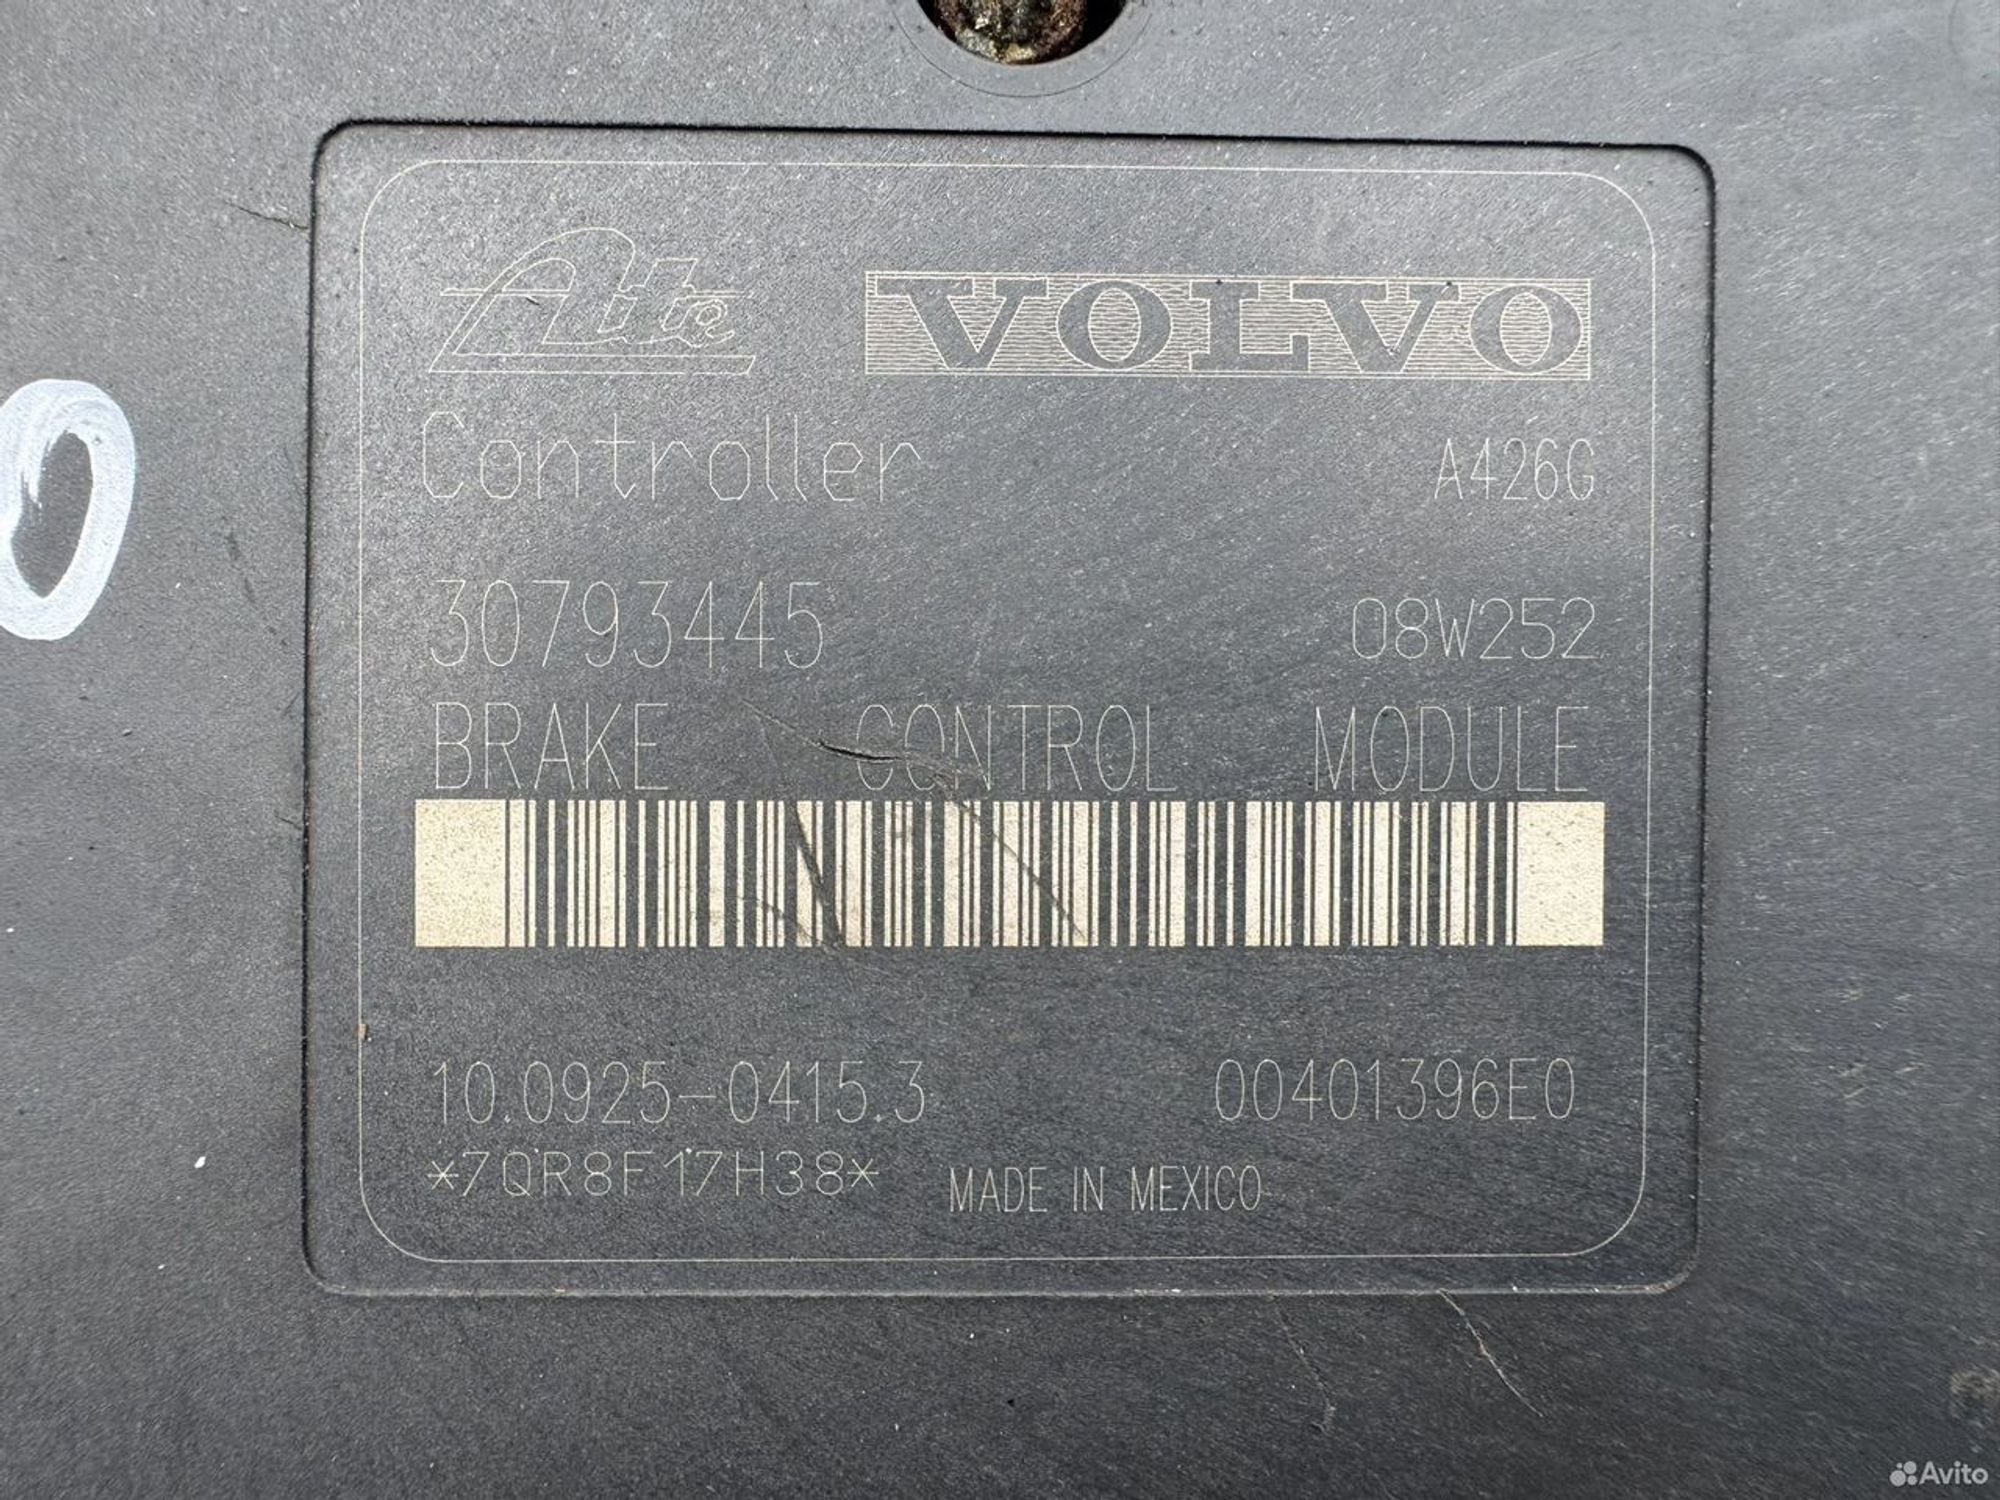 Ate VOLVO
Controller A426G
30793445 08W252
BRAKE CONTROL MODULE
10.0925-0415.3 00401396E0
*7QR8F17H38* MADE IN MEXICO
0
Avito